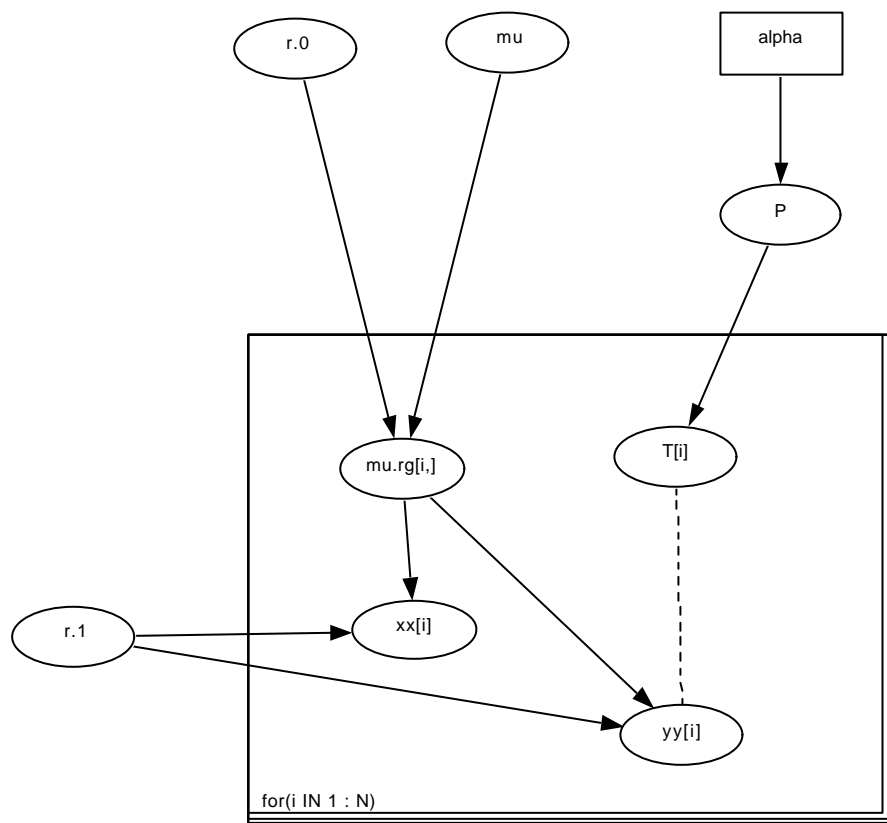 r.0
mu
alpha
P
T[i]
mu.rg[i,]
xx[i]
r.1
yy[i]
for(i IN 1 : N)